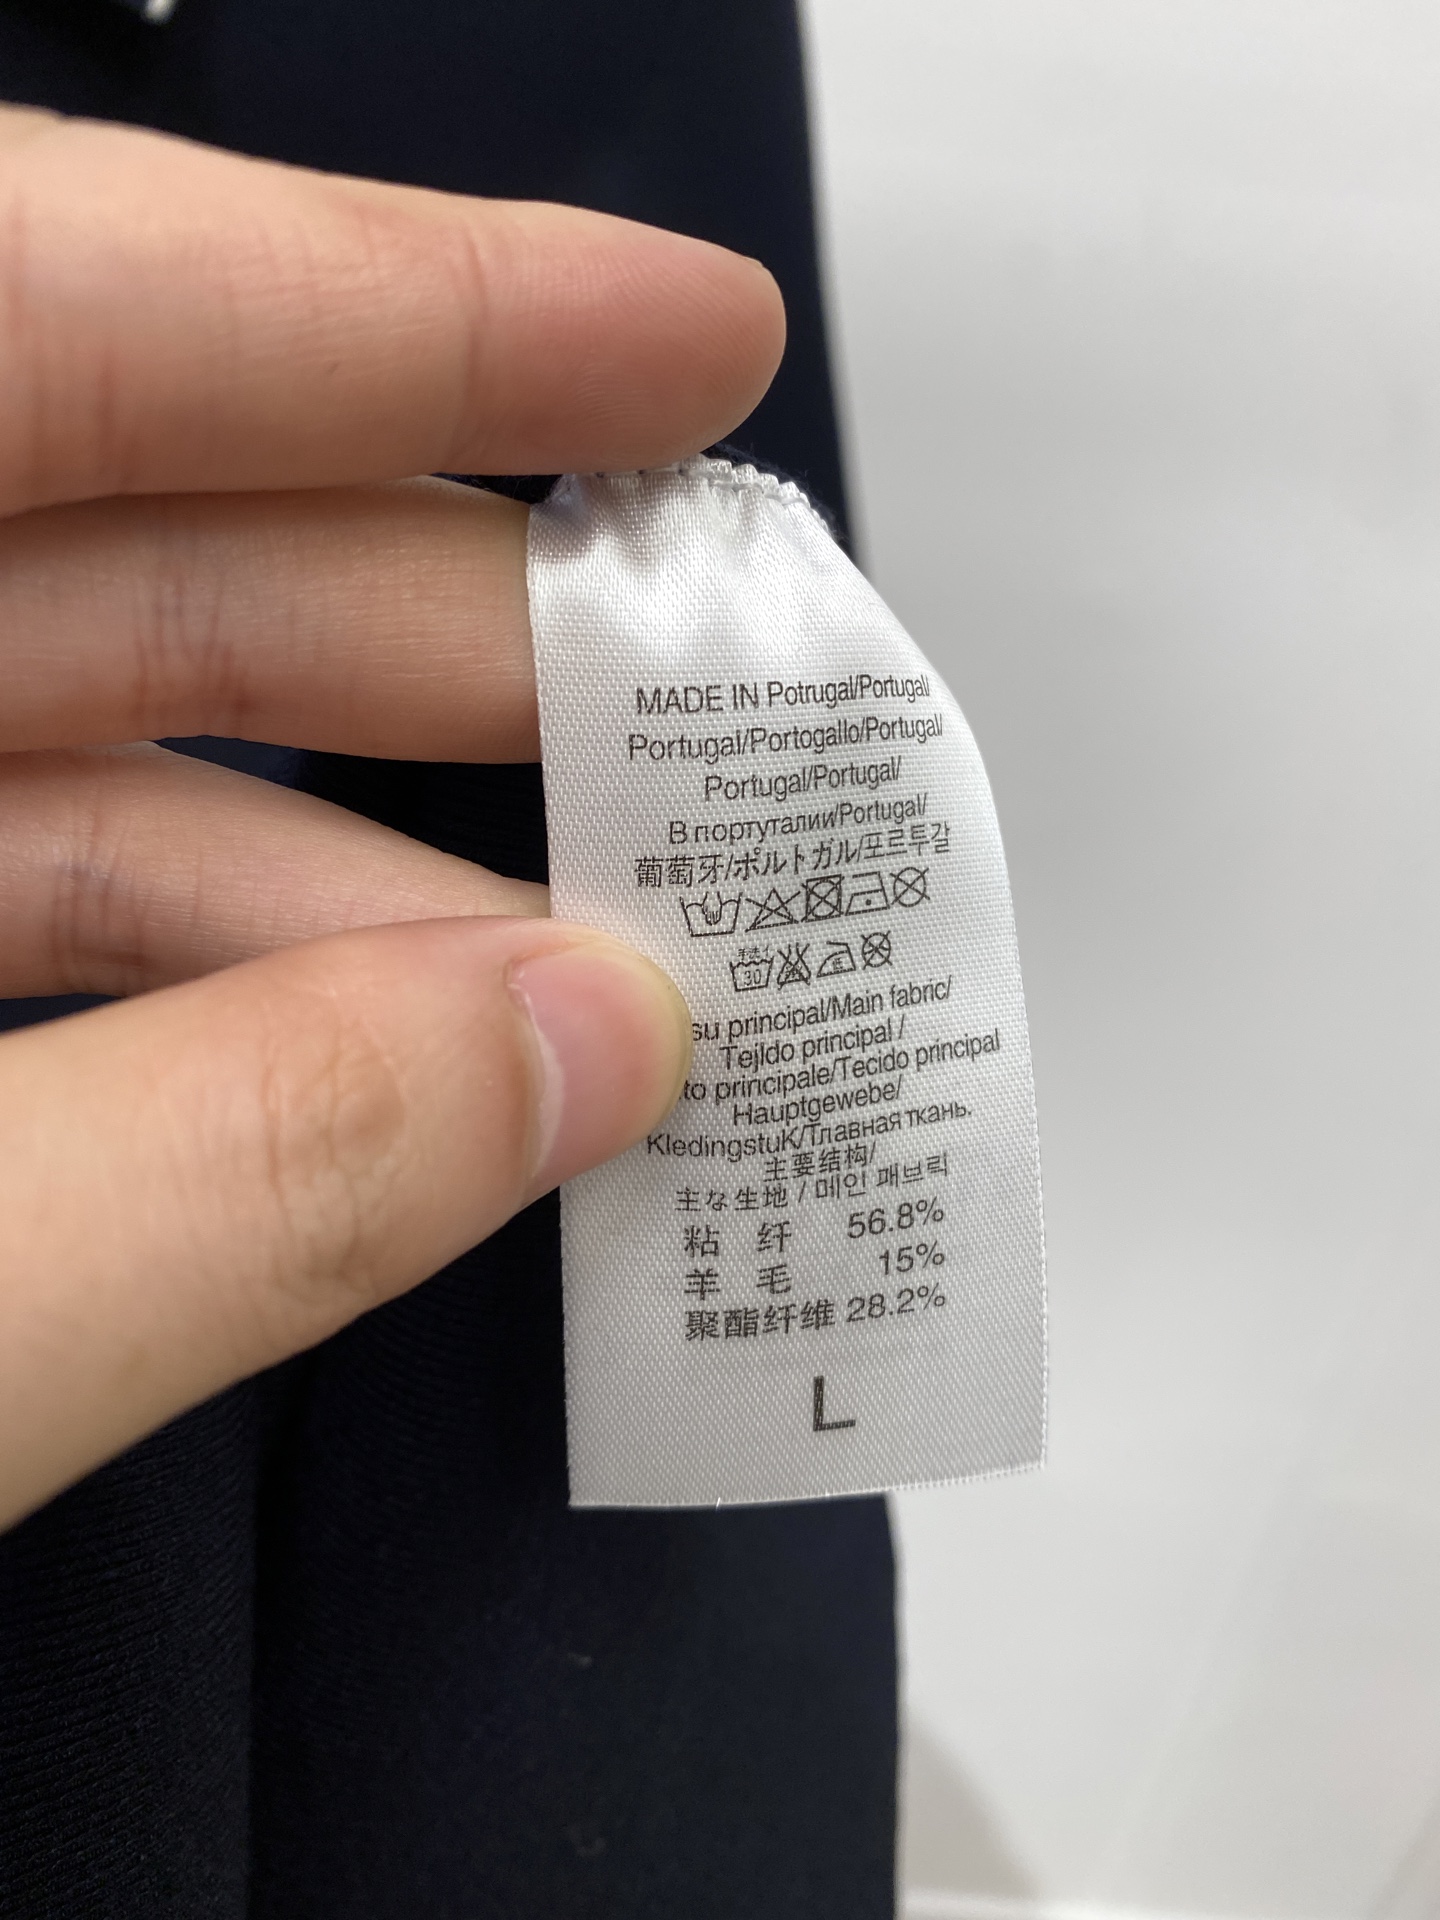 MADE IN Potrugal/Portugal/
Portugal/Portogallo/Portugal/
Portugal/Portugal/
В португалии/Portugal/
葡萄牙/ポルトガル/포르투갈
30
su principal/Main fabric/
Tejldo principal /
to principale/Tecido principal
Hauptgewebe/
KledingstuK/Тлавная ткань.
主要结构/
主な生地 / 메인 패브릭
粘 纤 56.8%
羊 毛 15%
聚酯纤维 28.2%
L